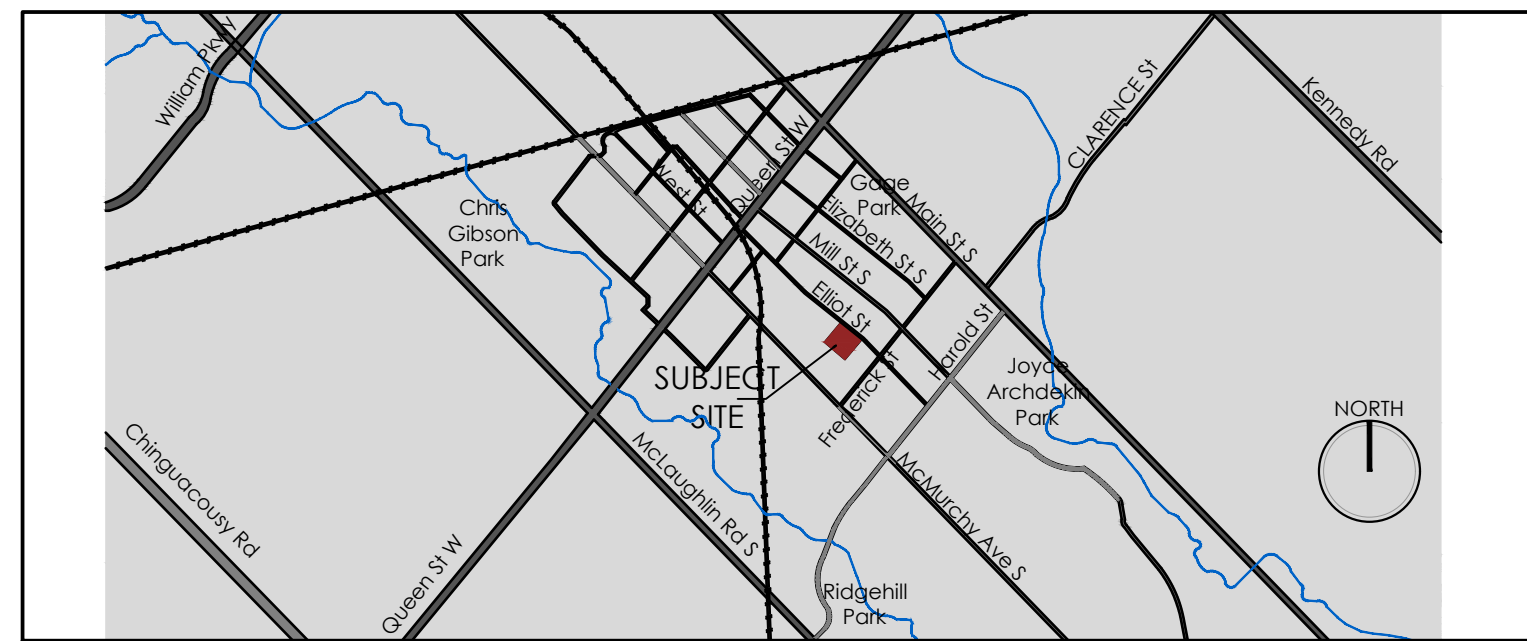 William Pkwy
CLARENCE St
Kennedy Rd
Queen St W
West St
Gage
Park
Main St S
Elizabeth St S
Mill St S
Chris
Gibson
Park
Elliot St
Harold St
SUBJECT
SITE
Frederick St
Joyce
Archdekin
Park
NORTH
Chinguacousy Rd
McLaughlin Rd S
McMurchy Ave S
Queen St W
Ridgehill
Park